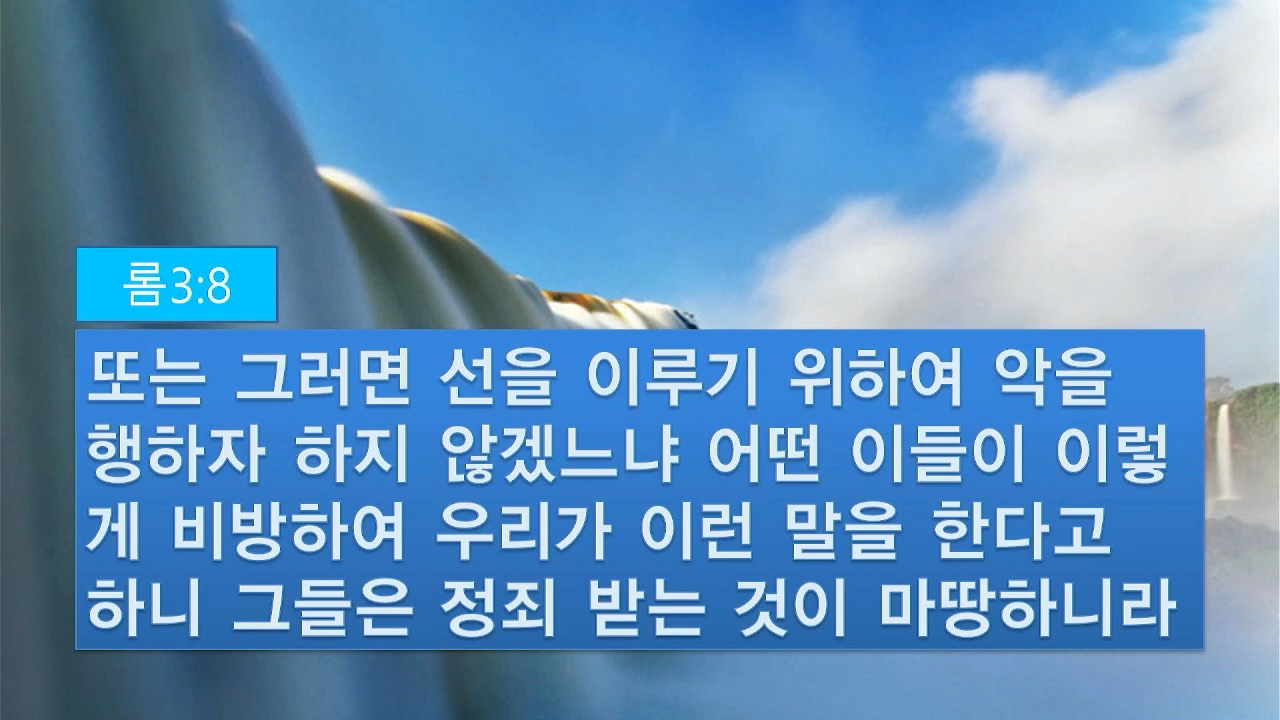 롬3:8
또는 그러면 선을 이루기 위하여 악을
행하자 하지 않겠느냐 어떤 이들이 이렇
게 비방하여 우리가 이런 말을 한다고
하니 그들은 정죄 받는 것이 마땅하니라